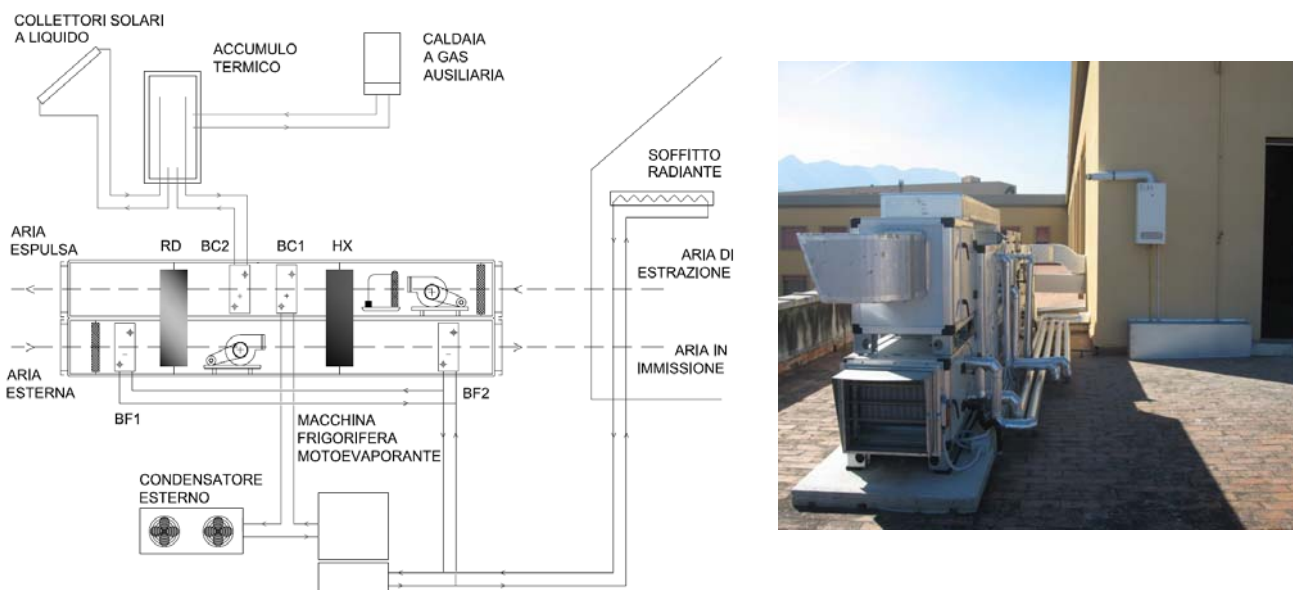 COLLETTORI SOLARI
A LIQUIDO
ACCUMULO
TERMICO
CALDAIA
A GAS
AUSILIARIA
SOFFITTO
RADIANTE
ARIA
ESPULSA
RD
BC2
BC1
HX
ARIA DI
ESTRAZIONE
ARIA
ESTERNA
ARIA IN
IMMISSIONE
BF1
BF2
MACCHINA
FRIGORIFERA
MOTOEVAPORANTE
CONDENSATORE
ESTERNO